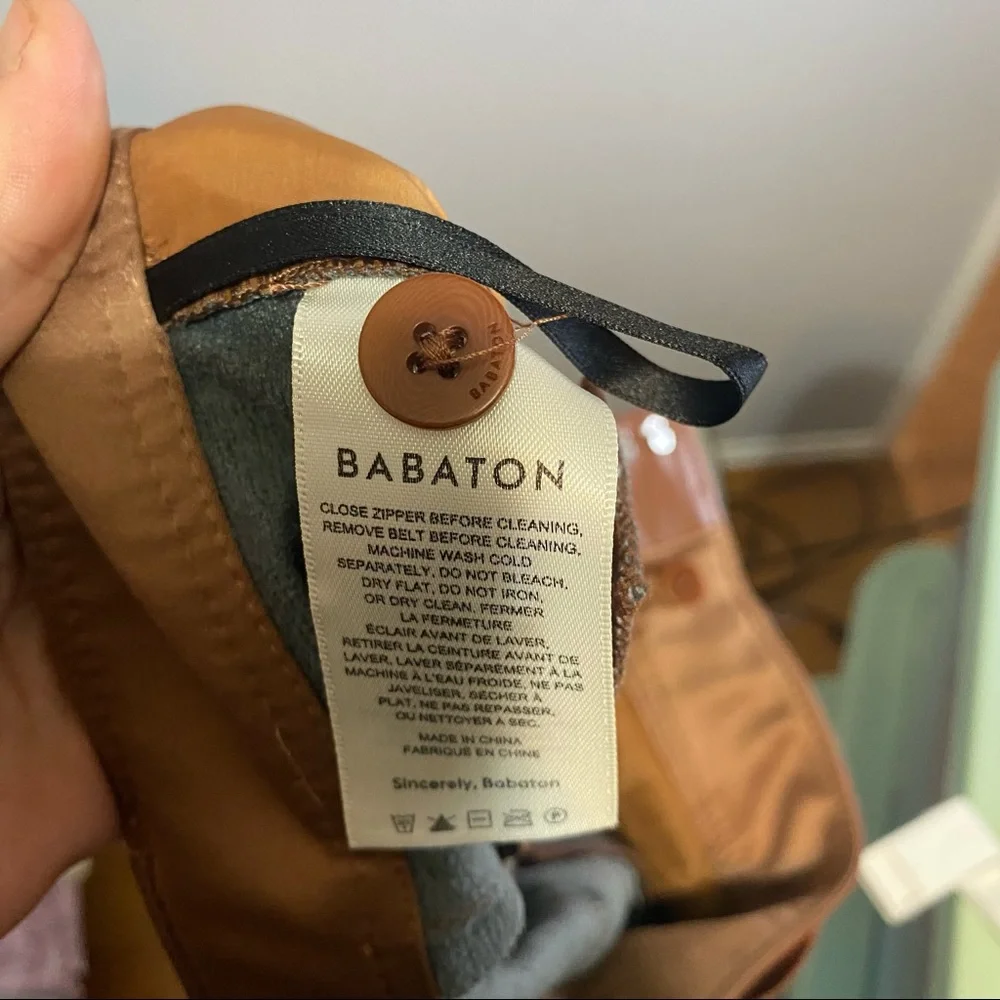 BABATON
BABATON
CLOSE ZIPPER BEFORE CLEANING,
REMOVE BELT BEFORE CLEANING,
MACHINE WASH COLD
SEPARATELY, DO NOT BLEACH,
DRY FLAT, DO NOT IRON,
OR DRY CLEAN. FERMER
LA FERMETURE
ÉCLAIR AVANT DE LAVER,
RETIRER LA CEINTURE AVANT DE
LAVER, LAVER SÉPARÉMENT À LA
MACHINE À L'EAU FROIDE, NE PAS
JAVELISER, SÉCHER À
PLAT, NE PAS REPASSER,
OU NETTOYER A SEC.
MADE IN CHINA
FABRIQUÉ EN CHINE
Sincerely, Babaton
P